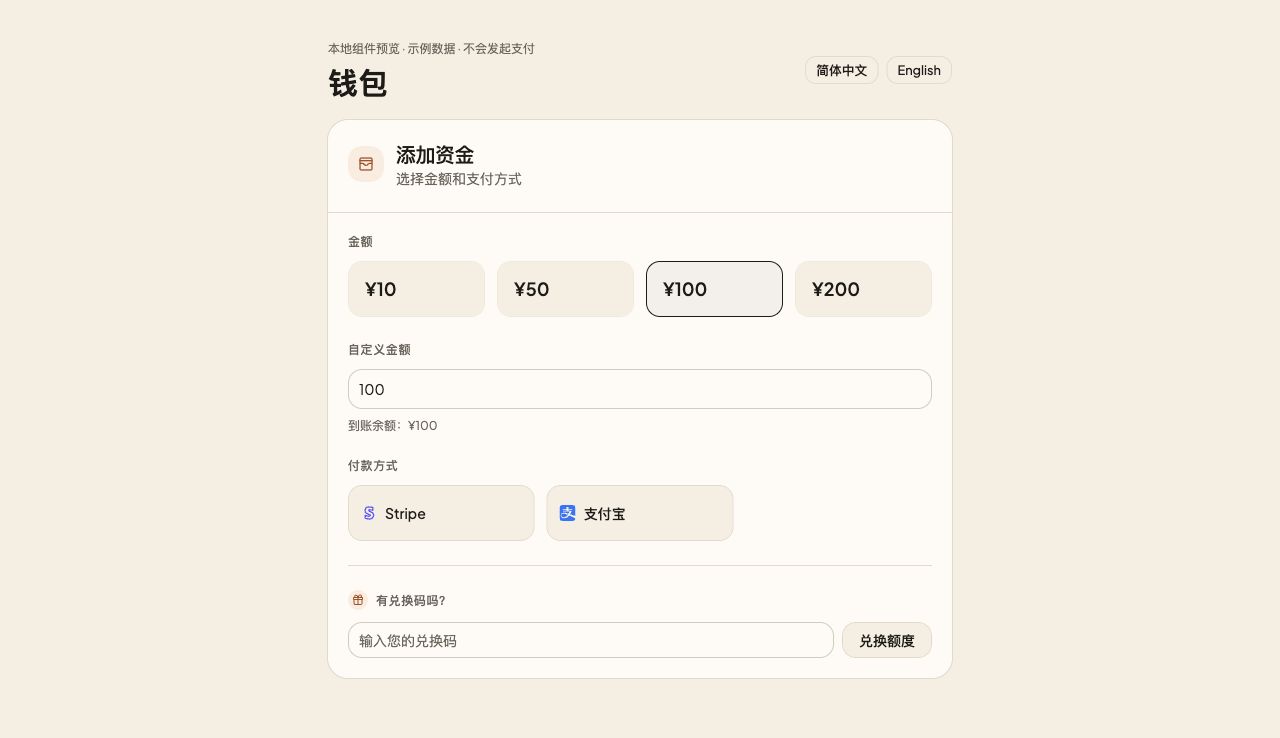 本地组件预览 · 示例数据 · 不会发起支付
钱包
简体中文
English
添加资金
选择金额和支付方式
金额
¥10
¥50
¥100
¥200
自定义金额
100
到账余额：¥100
付款方式
Stripe
支付宝
有兑换码吗?
输入您的兑换码
兑换额度